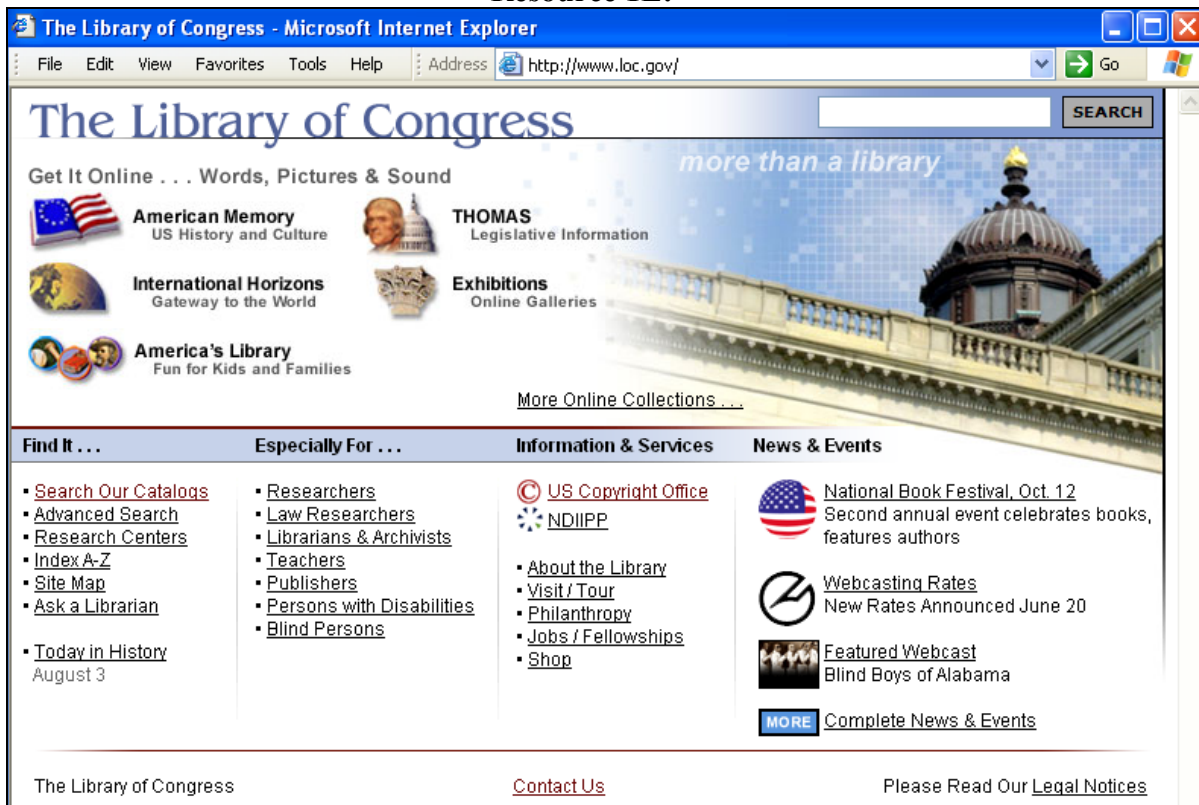 The Library of Congress - Microsoft Internet Explorer
File Edit View Favorites Tools Help Address http://www.loc.gov/ Go
The Library of Congress
SEARCH
more than a library
Get It Online . . . Words, Pictures & Sound
American Memory
US History and Culture
THOMAS
Legislative Information
International Horizons
Gateway to the World
Exhibitions
Online Galleries
America's Library
Fun for Kids and Families
More Online Collections . . .
Find It . . .
▪ Search Our Catalogs
▪ Advanced Search
▪ Research Centers
▪ Index A-Z
▪ Site Map
▪ Ask a Librarian
▪ Today in History
August 3
Especially For . . .
▪ Researchers
▪ Law Researchers
▪ Librarians & Archivists
▪ Teachers
▪ Publishers
▪ Persons with Disabilities
▪ Blind Persons
Information & Services
© US Copyright Office
NDIIPP
▪ About the Library
▪ Visit / Tour
▪ Philanthropy
▪ Jobs / Fellowships
▪ Shop
News & Events
National Book Festival, Oct. 12
Second annual event celebrates books,
features authors
Webcasting Rates
New Rates Announced June 20
Featured Webcast
Blind Boys of Alabama
MORE Complete News & Events
The Library of Congress
Contact Us
Please Read Our Legal Notices